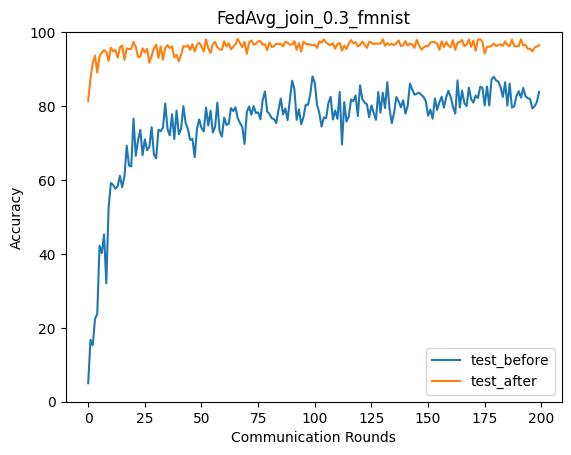 FedAvg_join_0.3_fmnist
Accuracy
100
80
60
40
20
0
0 25 50 75 100 125 150 175 200
Communication Rounds
test_before
test_after